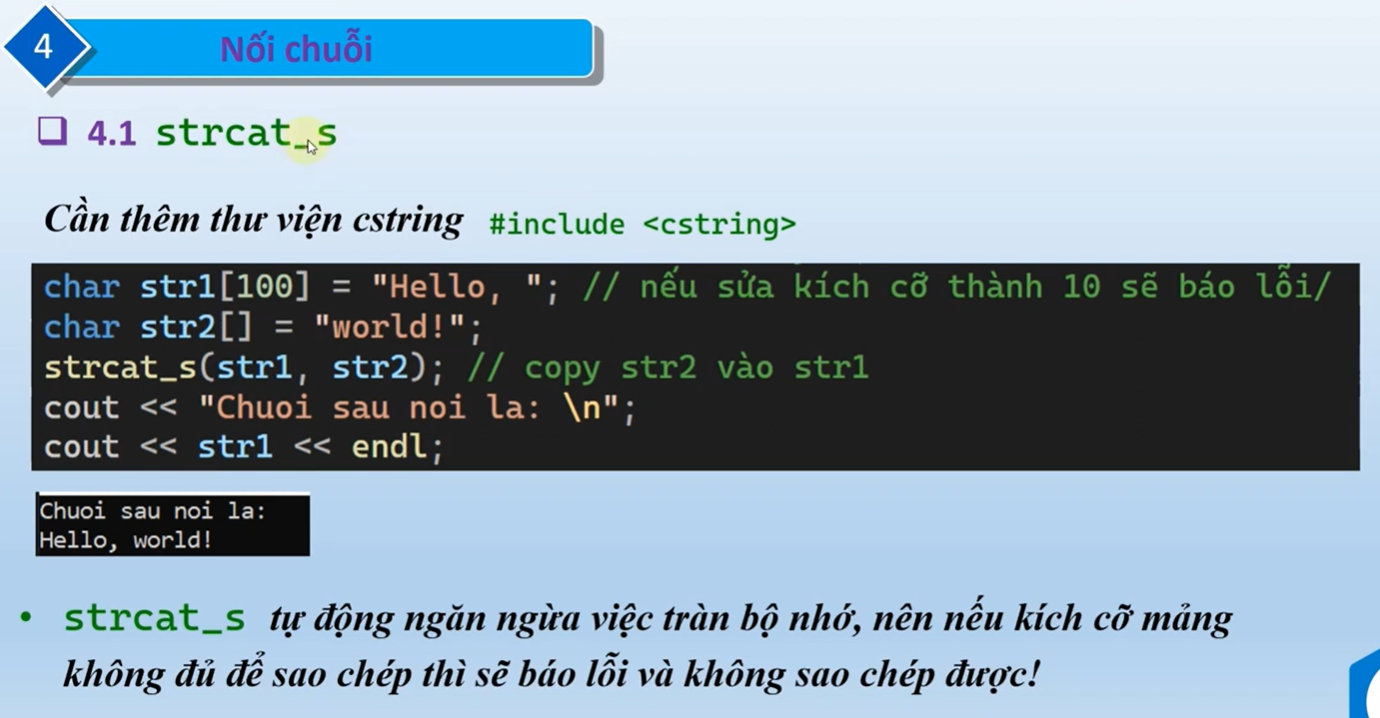 4
Nối chuỗi
❑ 4.1 strcat_s
Cần thêm thư viện cstring #include <cstring>
char str1[100] = "Hello, "; // nếu sửa kích cỡ thành 10 sẽ báo lỗi/
char str2[] = "world!";
strcat_s(str1, str2); // copy str2 vào str1
cout << "Chuoi sau noi la: \n";
cout << str1 << endl;
Chuoi sau noi la:
Hello, world!
• strcat_s tự động ngăn ngừa việc tràn bộ nhớ, nên nếu kích cỡ mảng
không đủ để sao chép thì sẽ báo lỗi và không sao chép được!